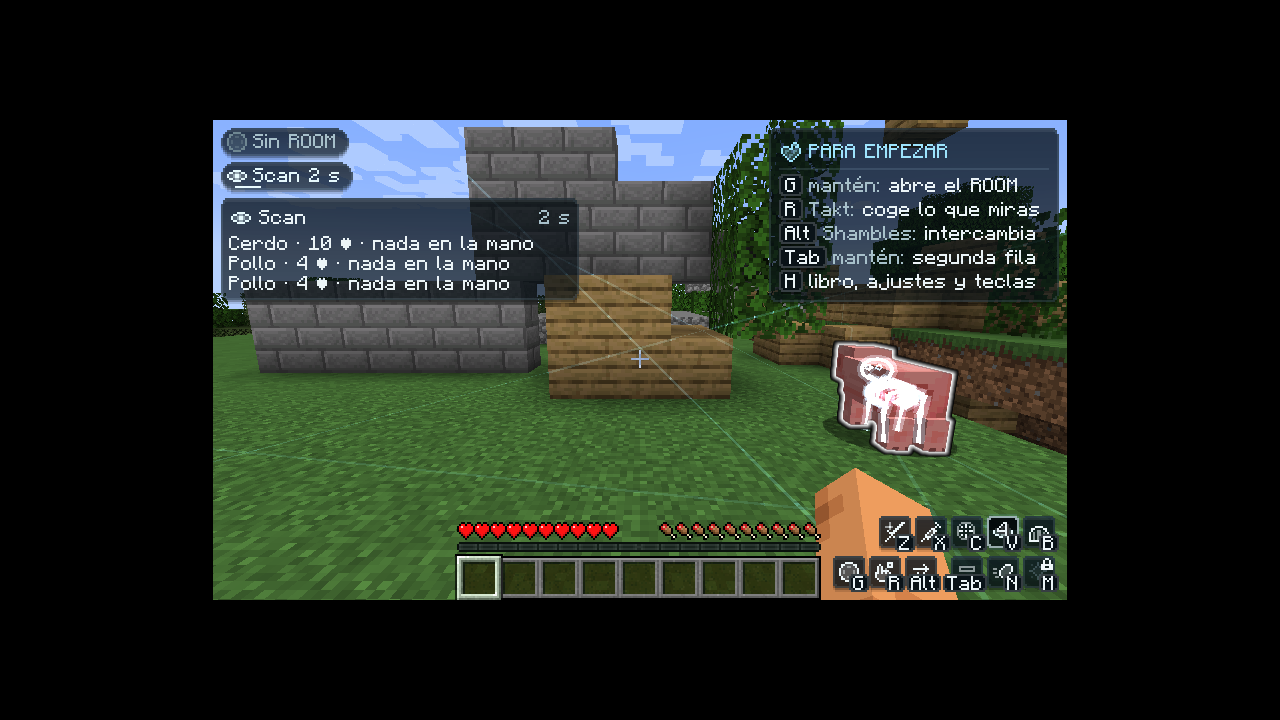 Sin ROOM
Scan 2 s
Scan 2 s
Cerdo · 10 ♥ · nada en la mano
Pollo · 4 ♥ · nada en la mano
Pollo · 4 ♥ · nada en la mano
PARA EMPEZAR
G mantén: abre el ROOM
R Takt: coge lo que miras
Alt Shambles: intercambia
Tab mantén: segunda fila
H libro, ajustes y teclas
Z X C V B
G R Alt Tab N M